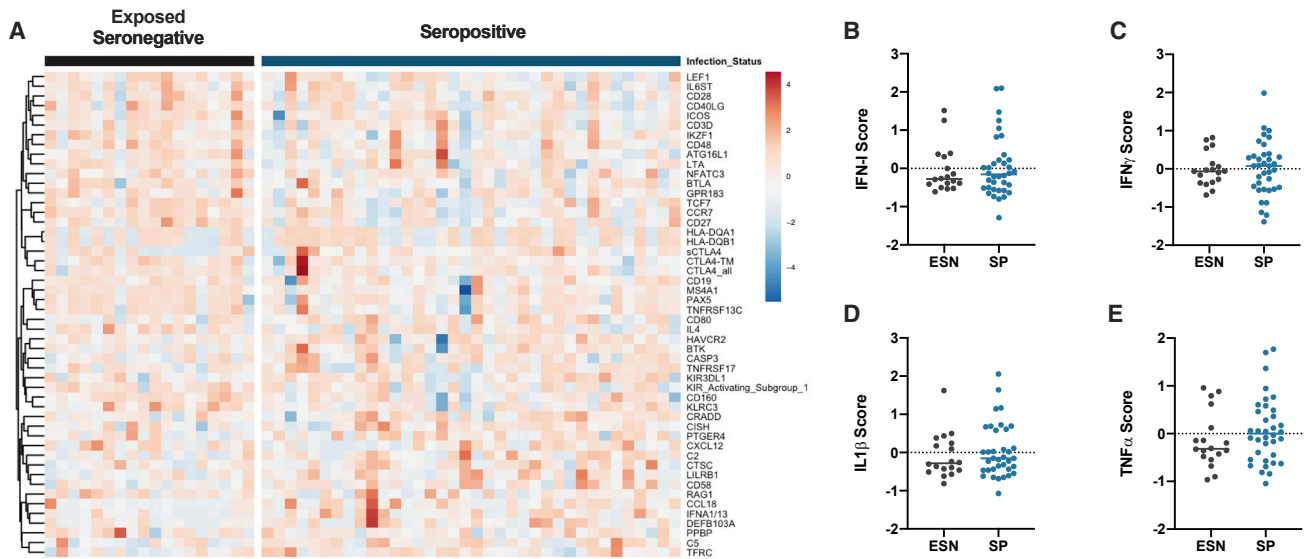 A
Exposed
Seronegative
Seropositive
Infection_Status
LEF1
IL6ST
CD28
CD40LG
ICOS
CD3D
IKZF1
CD48
ATG16L1
LTA
NFATC3
BTLA
GPR183
TCF7
CCR7
CD27
HLA-DQA1
HLA-DQB1
sCTLA4
CTLA4-TM
CTLA4_all
CD19
MS4A1
PAX5
TNFRSF13C
CD80
IL4
HAVCR2
BTK
CASP3
TNFRSF17
KIR3DL1
KIR_Activating_Subgroup_1
CD160
KLRC3
CRADD
CISH
PTGER4
CXCL12
C2
CTSC
LILRB1
CD58
RAG1
CCL18
IFNA1/13
DEFB103A
PPBP
C5
TFRC
4
2
0
−2
−4
B
IFN-I Score
3
2
1
0
-1
-2
ESN SP
C
IFNγ Score
3
2
1
0
-1
-2
ESN SP
D
IL1β Score
3
2
1
0
-1
-2
ESN SP
E
TNFα Score
2
1
0
-1
-2
ESN SP